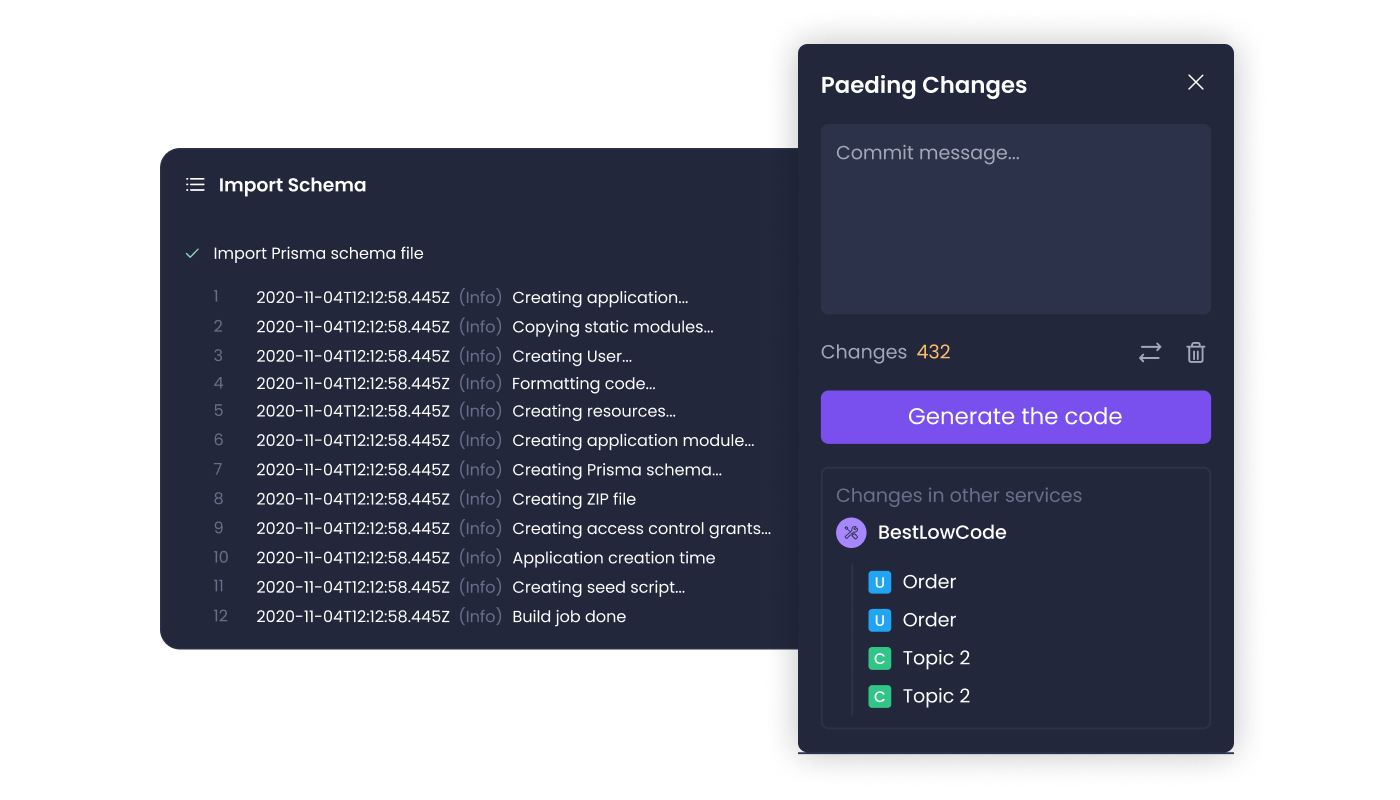 Import Schema
Import Prisma schema file
1 2020-11-04T12:12:58.445Z (Info) Creating application...
2 2020-11-04T12:12:58.445Z (Info) Copying static modules...
3 2020-11-04T12:12:58.445Z (Info) Creating User...
4 2020-11-04T12:12:58.445Z (Info) Formatting code...
5 2020-11-04T12:12:58.445Z (Info) Creating resources...
6 2020-11-04T12:12:58.445Z (Info) Creating application module...
7 2020-11-04T12:12:58.445Z (Info) Creating Prisma schema...
8 2020-11-04T12:12:58.445Z (Info) Creating ZIP file
9 2020-11-04T12:12:58.445Z (Info) Creating access control grants...
10 2020-11-04T12:12:58.445Z (Info) Application creation time
11 2020-11-04T12:12:58.445Z (Info) Creating seed script...
12 2020-11-04T12:12:58.445Z (Info) Build job done
Paeding Changes
Commit message...
Changes 432
Generate the code
Changes in other services
BestLowCode
U Order
U Order
C Topic 2
C Topic 2